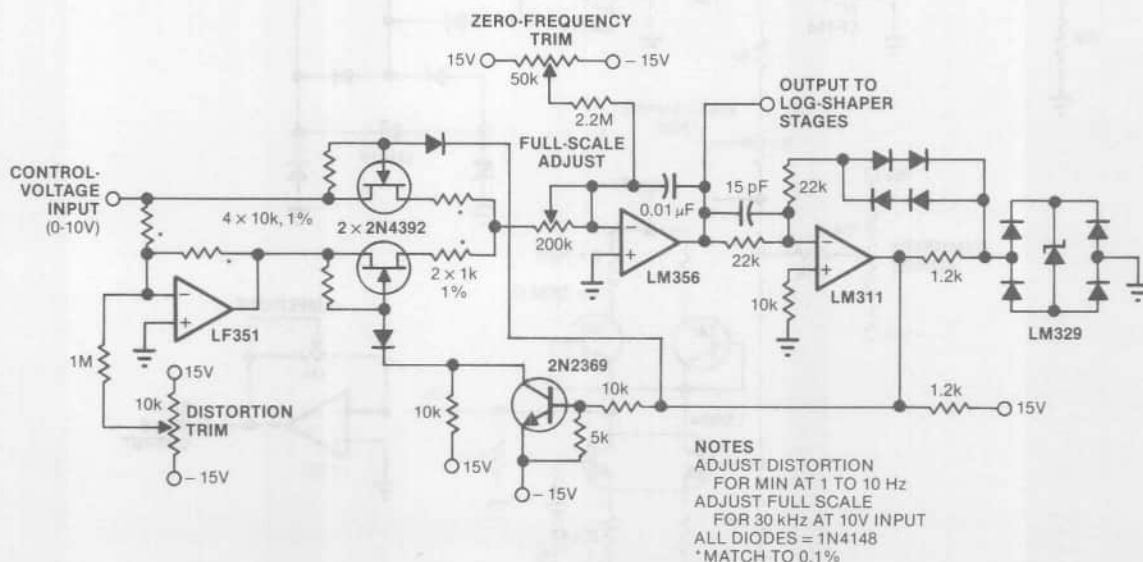 ZERO-FREQUENCY
TRIM
15V
– 15V
50k
2.2M
OUTPUT TO
LOG-SHAPER
STAGES
FULL-SCALE
ADJUST
CONTROL-
VOLTAGE
INPUT
(0-10V)
4 × 10k, 1%
2 × 2N4392
*
*
*
*
2 × 1k
1%
200k
0.01 µF
15 pF
22k
22k
LM356
10k
LM311
1.2k
LM329
LF351
1M
15V
10k
DISTORTION
TRIM
– 15V
10k
15V
2N2369
10k
5k
– 15V
1.2k
15V
NOTES
ADJUST DISTORTION
FOR MIN AT 1 TO 10 Hz
ADJUST FULL SCALE
FOR 30 kHz AT 10V INPUT
ALL DIODES = 1N4148
*MATCH TO 0.1%